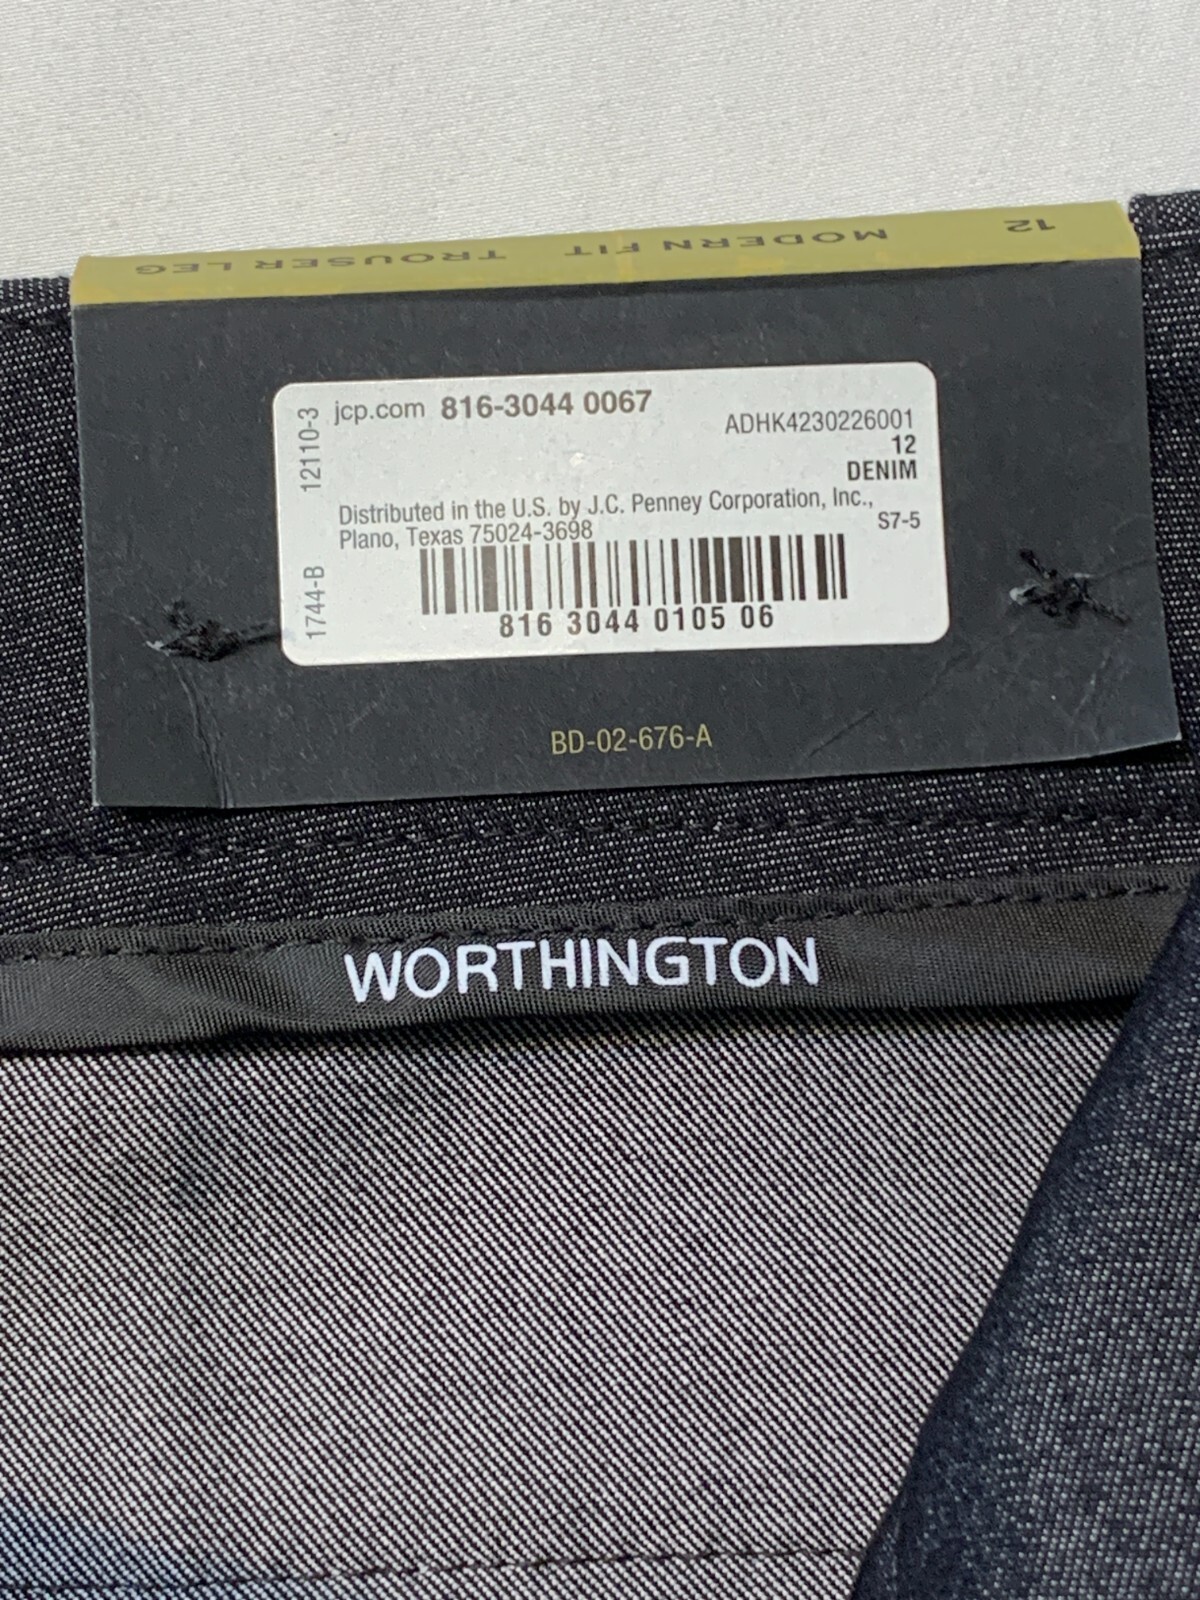 12 MODERN FIT TROUSER LEG
12110-3
jcp.com 816-3044 0067
ADHK4230226001
12
DENIM
Distributed in the U.S. by J.C. Penney Corporation, Inc.,
Plano, Texas 75024-3698
S7-5
1744-B
816 3044 0105 06
BD-02-676-A
WORTHINGTON